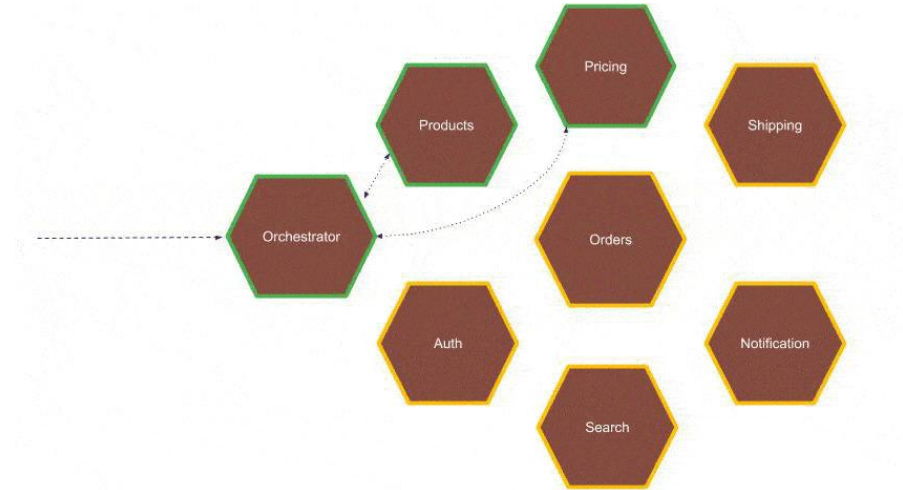 Pricing
Products
Shipping
Orchestrator
Orders
Auth
Notification
Search